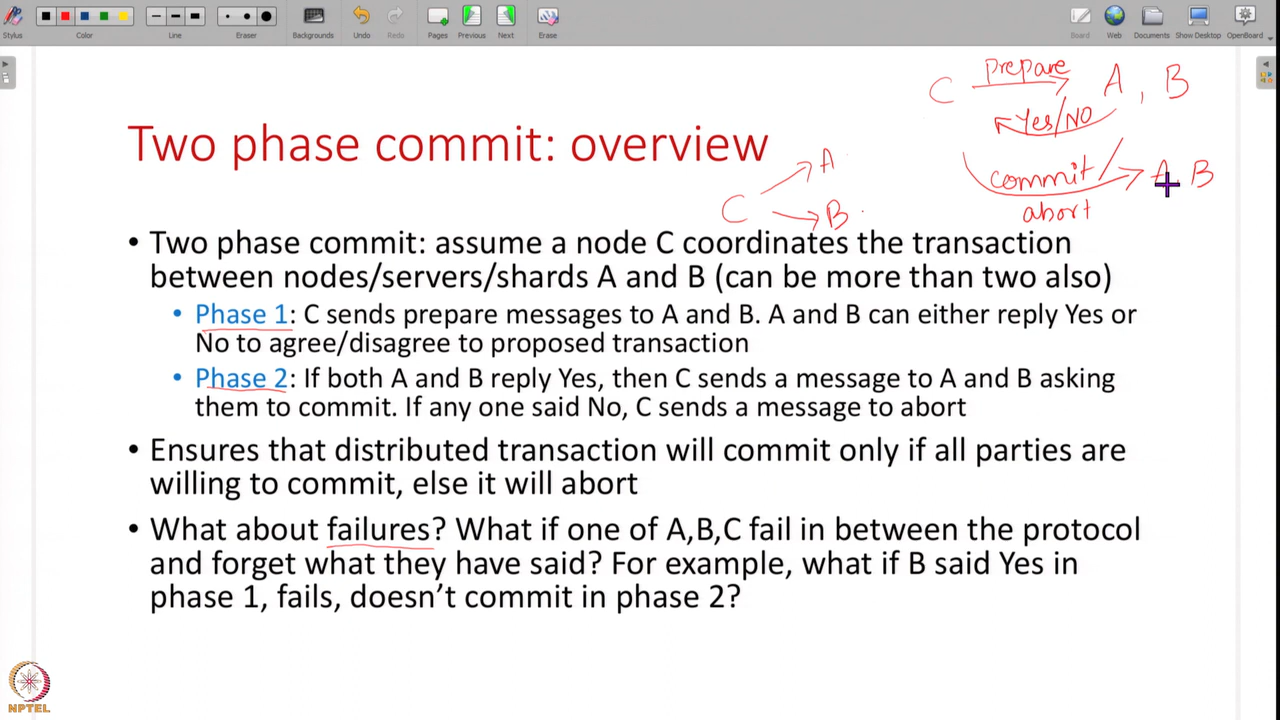 Stylus
Color
Line
Eraser
Backgrounds
Undo
Redo
Pages
Previous
Next
Erase
Board
Web
Documents
Show Desktop
OpenBoard
C prepare A, B
Yes/No
commit/ A, B
abort
Two phase commit: overview
A
C
B
• Two phase commit: assume a node C coordinates the transaction
between nodes/servers/shards A and B (can be more than two also)
• Phase 1: C sends prepare messages to A and B. A and B can either reply Yes or
No to agree/disagree to proposed transaction
• Phase 2: If both A and B reply Yes, then C sends a message to A and B asking
them to commit. If any one said No, C sends a message to abort
• Ensures that distributed transaction will commit only if all parties are
willing to commit, else it will abort
• What about failures? What if one of A,B,C fail in between the protocol
and forget what they have said? For example, what if B said Yes in
phase 1, fails, doesn’t commit in phase 2?
NPTEL